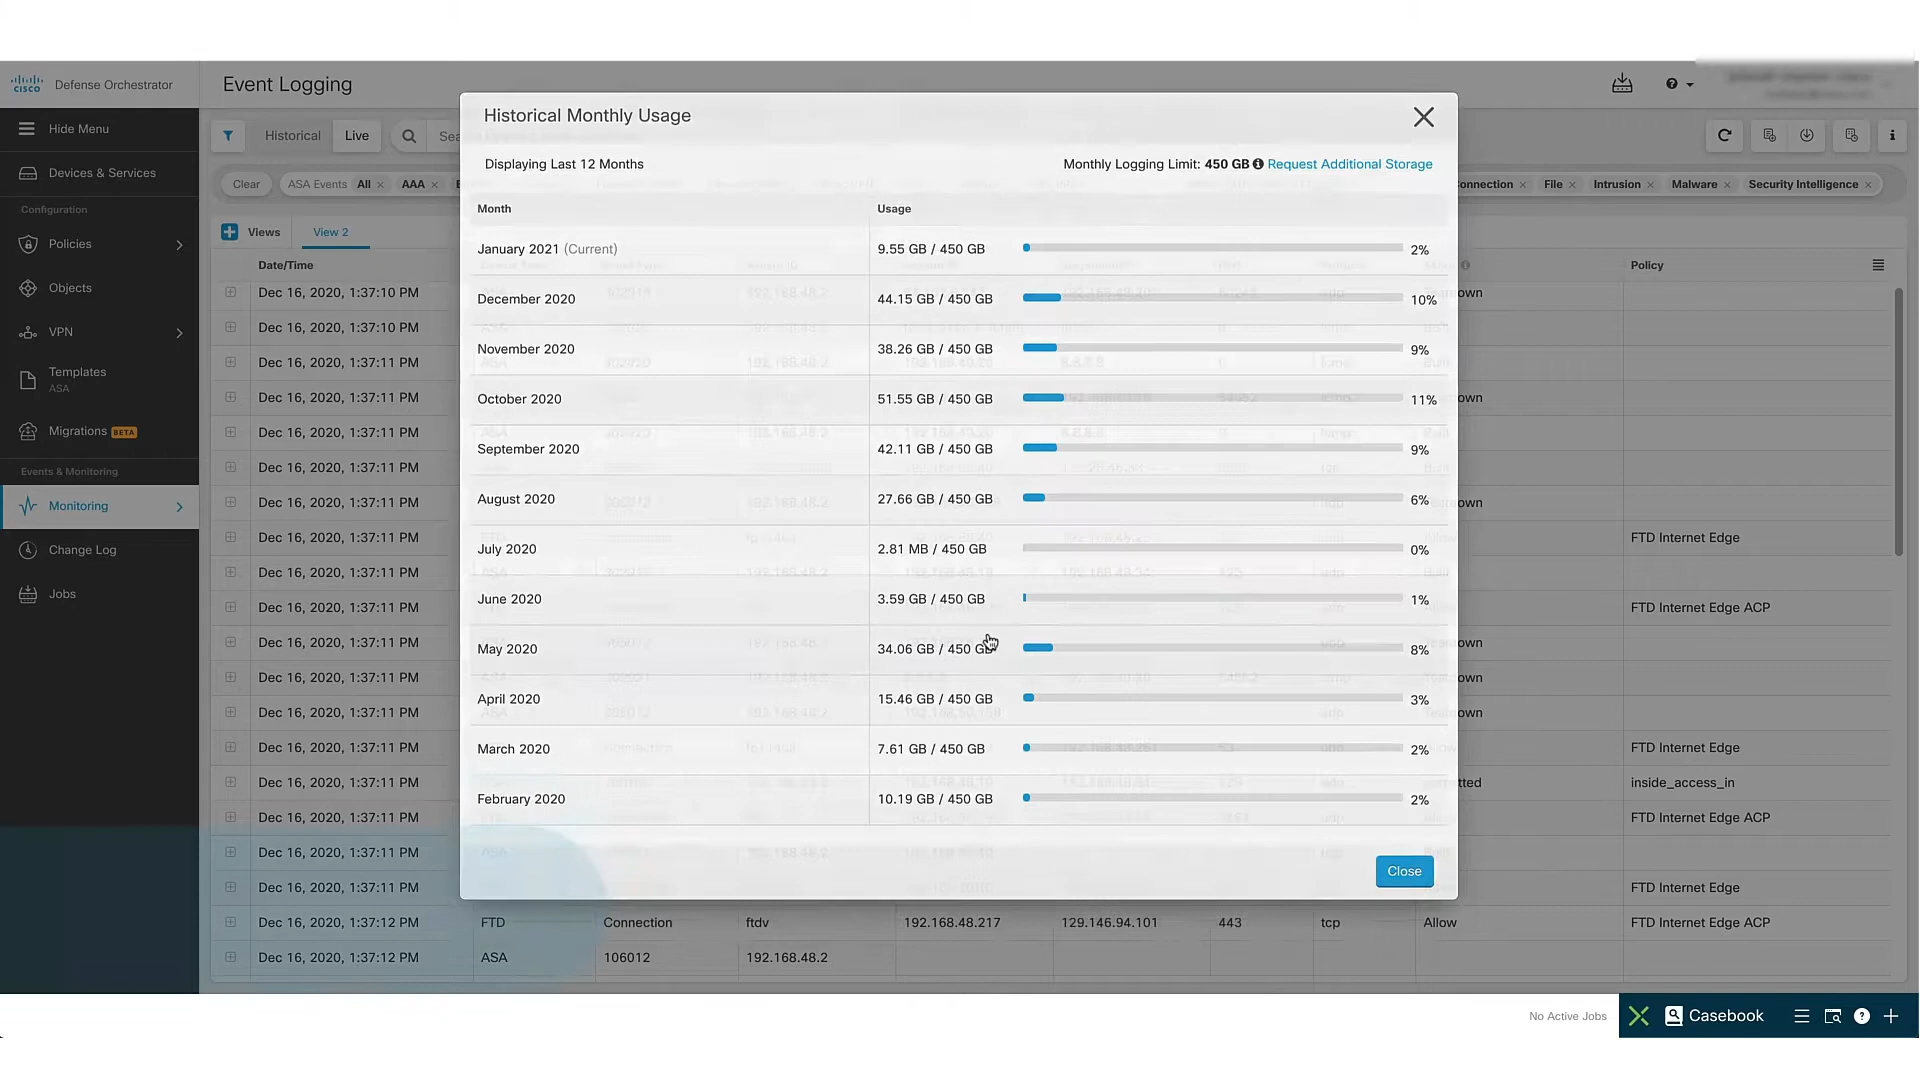 CISCO Defense Orchestrator
Event Logging
Hide Menu
Devices & Services
Configuration
Policies
Objects
VPN
Templates
ASA
Migrations BETA
Events & Monitoring
Monitoring
Change Log
Jobs
Historical Live
Clear ASA Events All AAA
File Intrusion Malware Security Intelligence
Views View 2
Date/Time Policy
Dec 16, 2020, 1:37:10 PM
Dec 16, 2020, 1:37:10 PM
Dec 16, 2020, 1:37:11 PM
Dec 16, 2020, 1:37:11 PM
Dec 16, 2020, 1:37:11 PM
Dec 16, 2020, 1:37:11 PM
Dec 16, 2020, 1:37:11 PM
Dec 16, 2020, 1:37:11 PM FTD Internet Edge
Dec 16, 2020, 1:37:11 PM
Dec 16, 2020, 1:37:11 PM FTD Internet Edge ACP
Dec 16, 2020, 1:37:11 PM
Dec 16, 2020, 1:37:11 PM
Dec 16, 2020, 1:37:11 PM
Dec 16, 2020, 1:37:11 PM FTD Internet Edge
Dec 16, 2020, 1:37:11 PM inside_access_in
Dec 16, 2020, 1:37:11 PM FTD Internet Edge ACP
Dec 16, 2020, 1:37:11 PM
Dec 16, 2020, 1:37:11 PM FTD Internet Edge
Dec 16, 2020, 1:37:12 PM FTD Connection ftdv 192.168.48.217 129.146.94.101 443 tcp Allow FTD Internet Edge ACP
Dec 16, 2020, 1:37:12 PM ASA 106012 192.168.48.2
Historical Monthly Usage
Displaying Last 12 Months Monthly Logging Limit: 450 GB Request Additional Storage
Month Usage
January 2021 (Current) 9.55 GB / 450 GB 2%
December 2020 44.15 GB / 450 GB 10%
November 2020 38.26 GB / 450 GB 9%
October 2020 51.55 GB / 450 GB 11%
September 2020 42.11 GB / 450 GB 9%
August 2020 27.66 GB / 450 GB 6%
July 2020 2.81 MB / 450 GB 0%
June 2020 3.59 GB / 450 GB 1%
May 2020 34.06 GB / 450 GB 8%
April 2020 15.46 GB / 450 GB 3%
March 2020 7.61 GB / 450 GB 2%
February 2020 10.19 GB / 450 GB 2%
Close
No Active Jobs Casebook